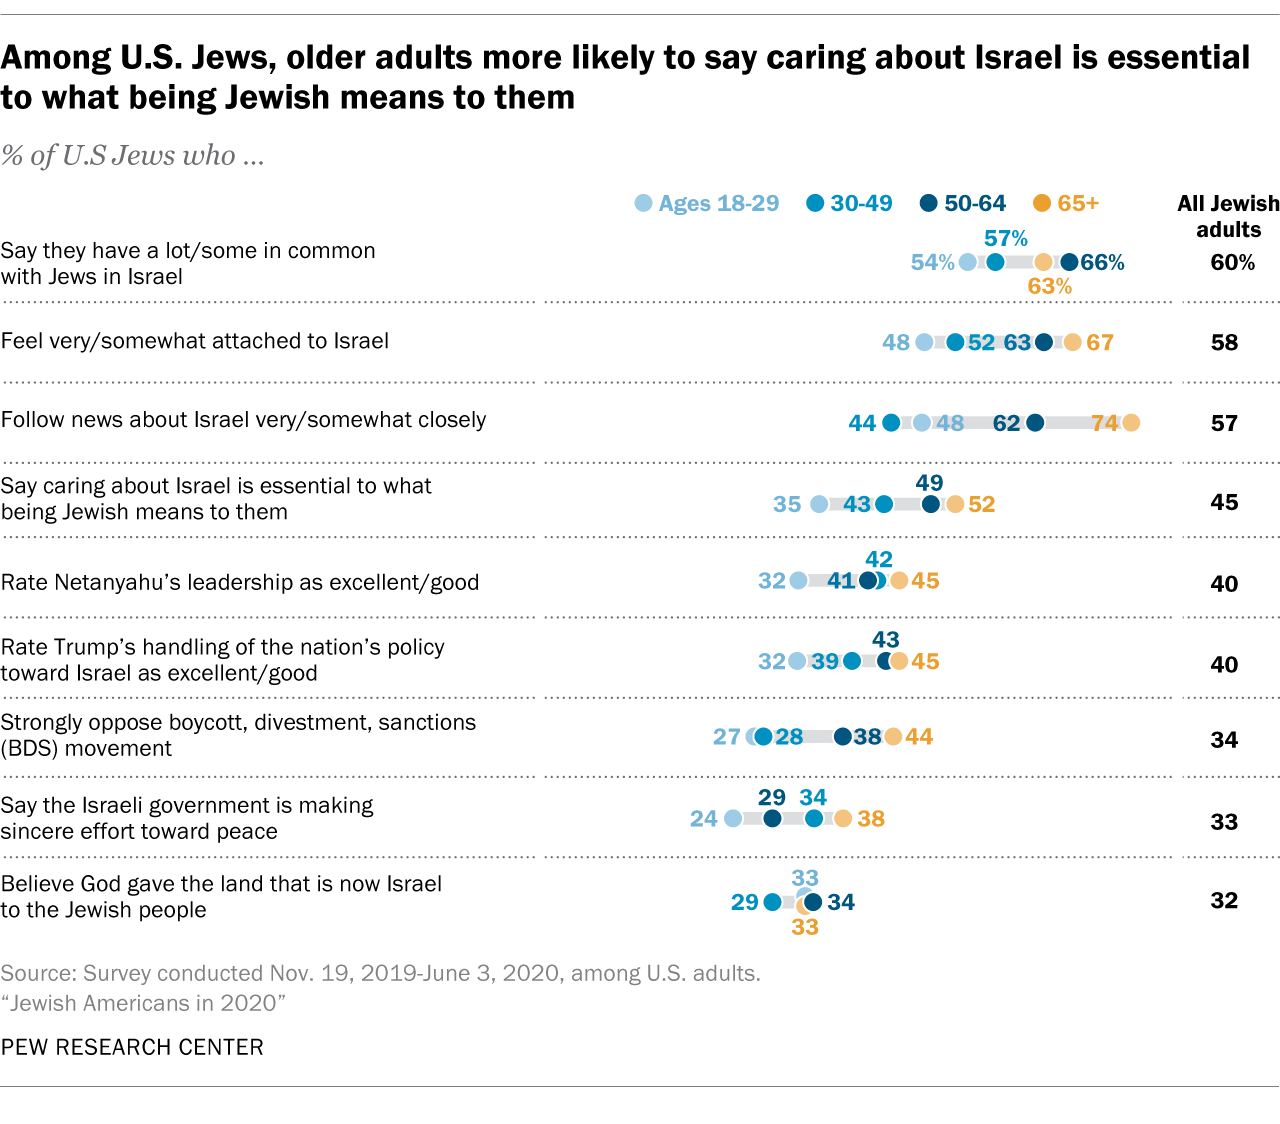 Among U.S. Jews, older adults more likely to say caring about Israel is essential
to what being Jewish means to them
% of U.S Jews who ...
Ages 18-29 30-49 50-64 65+ All Jewish
adults
Say they have a lot/some in common
with Jews in Israel
57%
54% 66% 60%
63%
Feel very/somewhat attached to Israel 48 52 63 67 58
Follow news about Israel very/somewhat closely 44 48 62 74 57
Say caring about Israel is essential to what
being Jewish means to them
49
35 43 52 45
42
Rate Netanyahu’s leadership as excellent/good 32 41 45 40
Rate Trump’s handling of the nation’s policy
toward Israel as excellent/good
43
32 39 45 40
Strongly oppose boycott, divestment, sanctions
(BDS) movement
27 28 38 44 34
Say the Israeli government is making
sincere effort toward peace
29 34
24 38 33
Believe God gave the land that is now Israel
to the Jewish people
33
29 34 32
33
Source: Survey conducted Nov. 19, 2019-June 3, 2020, among U.S. adults.
“Jewish Americans in 2020”
PEW RESEARCH CENTER